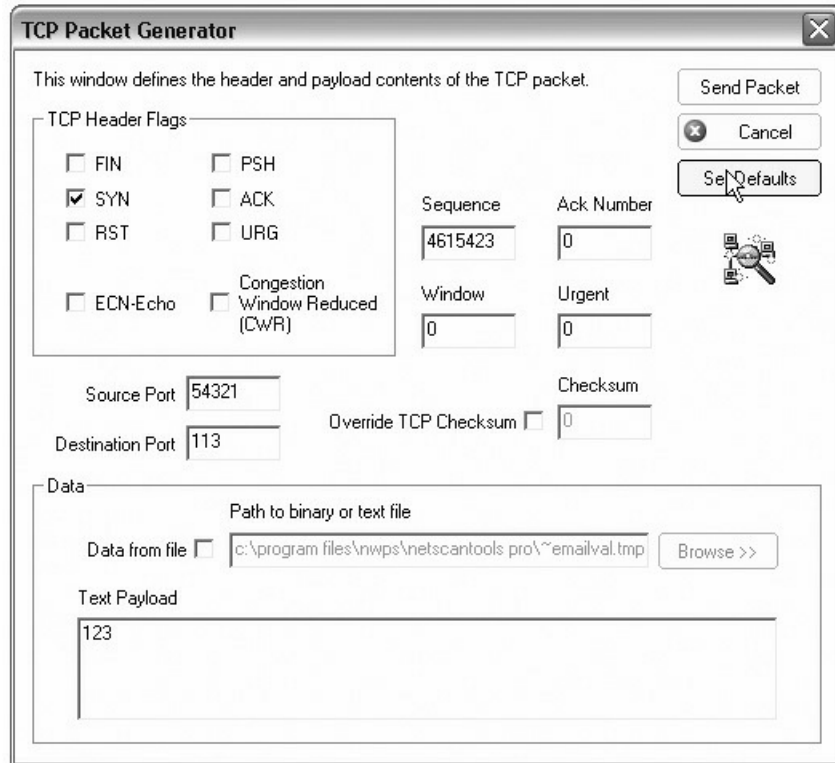 TCP Packet Generator
This window defines the header and payload contents of the TCP packet.
Send Packet
Cancel
Set Defaults
TCP Header Flags
FIN
PSH
SYN
ACK
RST
URG
ECN-Echo
Congestion
Window Reduced
(CWR)
Sequence
Ack Number
4615423
0
Window
Urgent
0
0
Source Port
54321
Destination Port
113
Checksum
Override TCP Checksum
0
Data
Path to binary or text file
Data from file
c:\program files\nwps\netscantools pro\~emailval.tmp
Browse >>
Text Payload
123